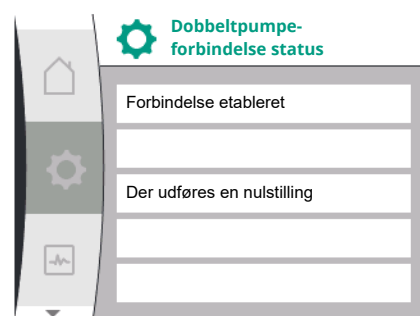 Dobbeltpumpe-
forbindelse status
Forbindelse etableret
Der udføres en nulstilling